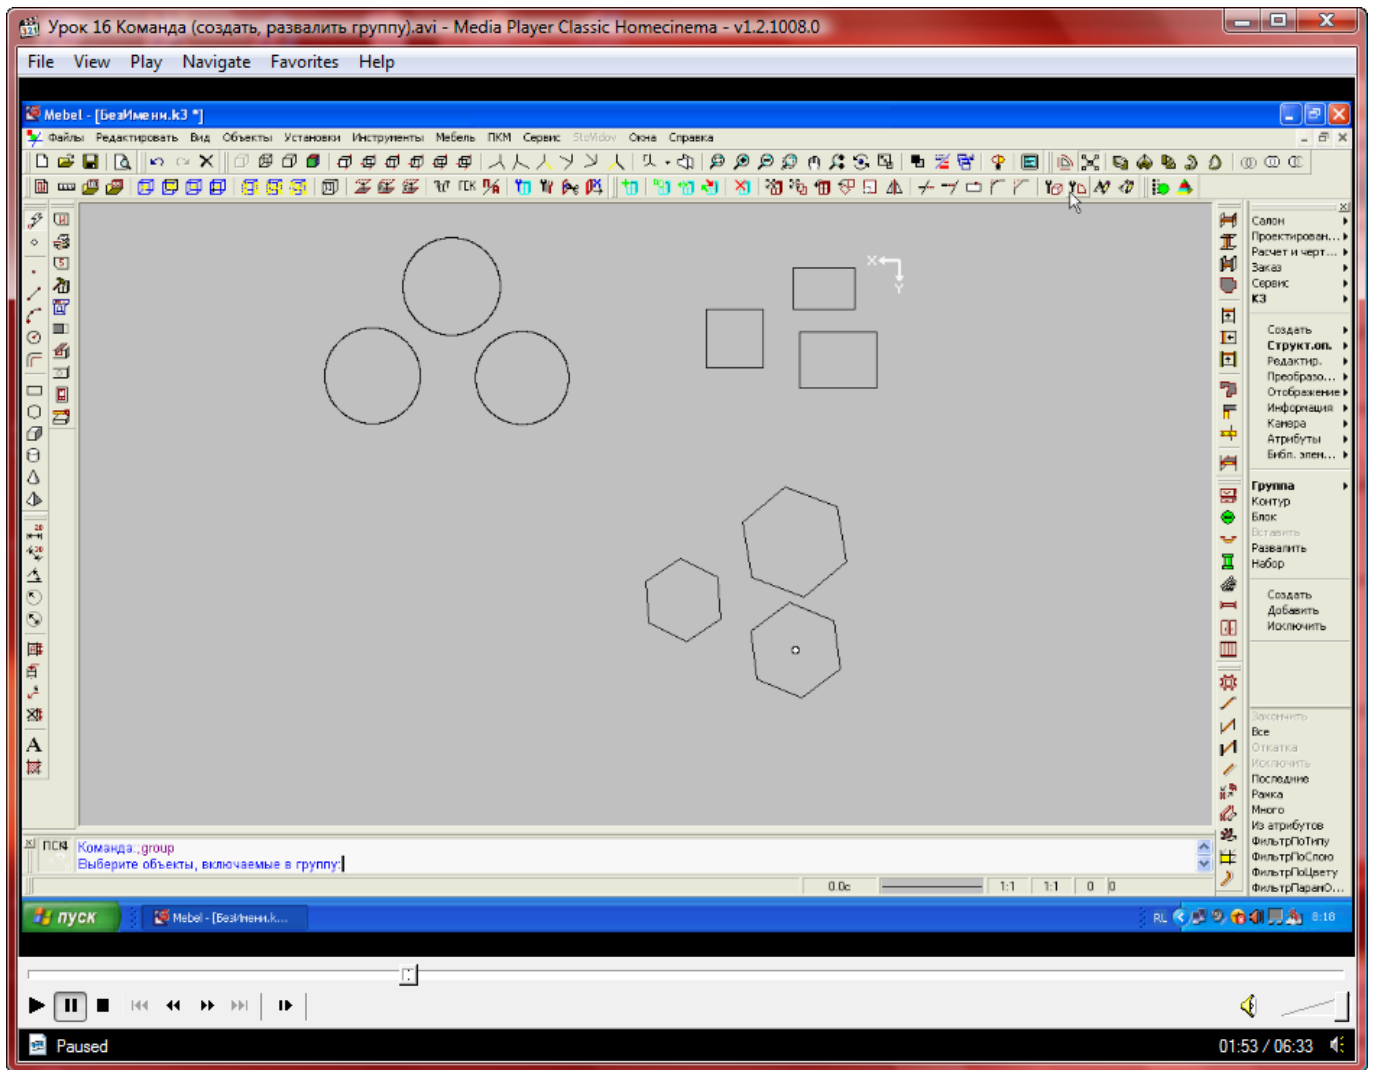 Урок 16 Команда (создать, развалить группу).avi - Media Player Classic Homecinema - v1.2.1008.0
File View Play Navigate Favorites Help
Mebel - [БезИмени.k3 *]
Файлы Редактировать Вид Объекты Установки Инструменты Мебель ПКМ Сервис StoVidov Окна Справка
Салон
Проектирован...
Расчет и черт...
Заказ
Сервис
К3
Создать
Структ.оп.
Редактир.
Преобразо...
Отображение
Информация
Камера
Атрибуты
Библ. элем...
Группа
Контур
Блок
Вставить
Развалить
Набор
Создать
Добавить
Исключить
Закончить
Все
Откатка
Исключить
Последние
Рамка
Много
Из атрибутов
ФильтрПоТипу
ФильтрПоСлою
ФильтрПоЦвету
ФильтрПарамО...
X
Y
A
ПСК
Команда:;group
Выберите объекты, включаемые в группу:
0.0c 1:1 1:1 0 0
пуск Mebel - [БезИмени.k... RL 8:18
Paused 01:53 / 06:33